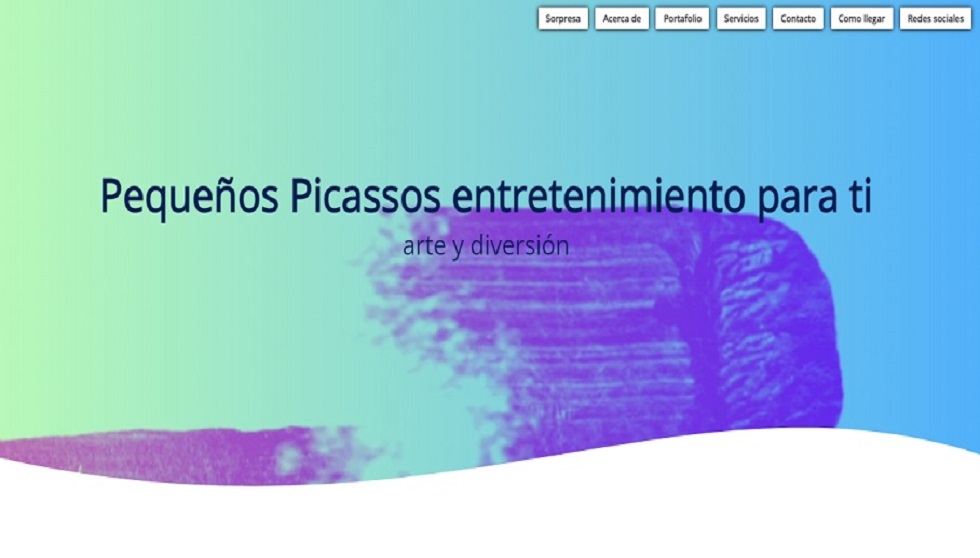 Sorpresa Acerca de Portafolio Servicios Contacto Como llegar Redes sociales
Pequeños Picassos entretenimiento para ti
arte y diversión